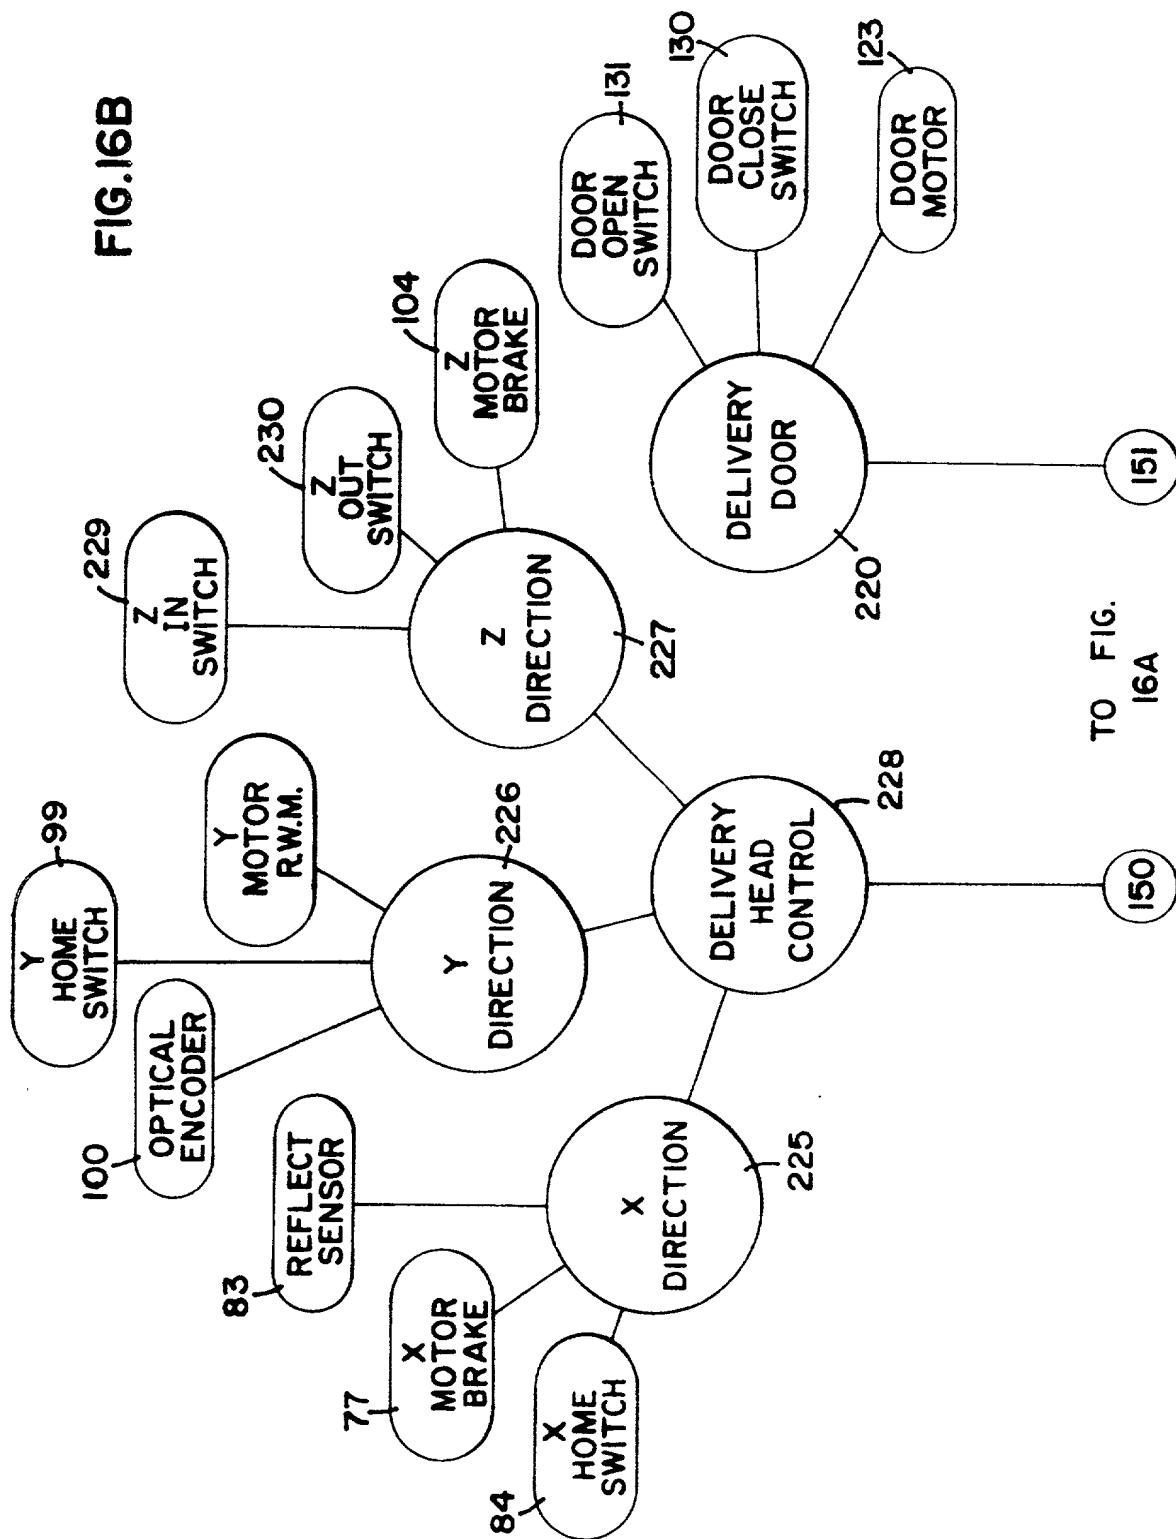 FIG.16B
99
Y
HOME
SWITCH
100
OPTICAL
ENCODER
Y
MOTOR
R.W.M.
229
Z
IN
SWITCH
230
Z
OUT
SWITCH
104
Z
MOTOR
BRAKE
83
REFLECT
SENSOR
77
X
MOTOR
BRAKE
84
X
HOME
SWITCH
Y
DIRECTION
226
Z
DIRECTION
227
X
DIRECTION
225
DELIVERY
HEAD
CONTROL
228
131
DOOR
OPEN
SWITCH
130
DOOR
CLOSE
SWITCH
123
DOOR
MOTOR
DELIVERY
DOOR
220
150
TO FIG.
16A
151